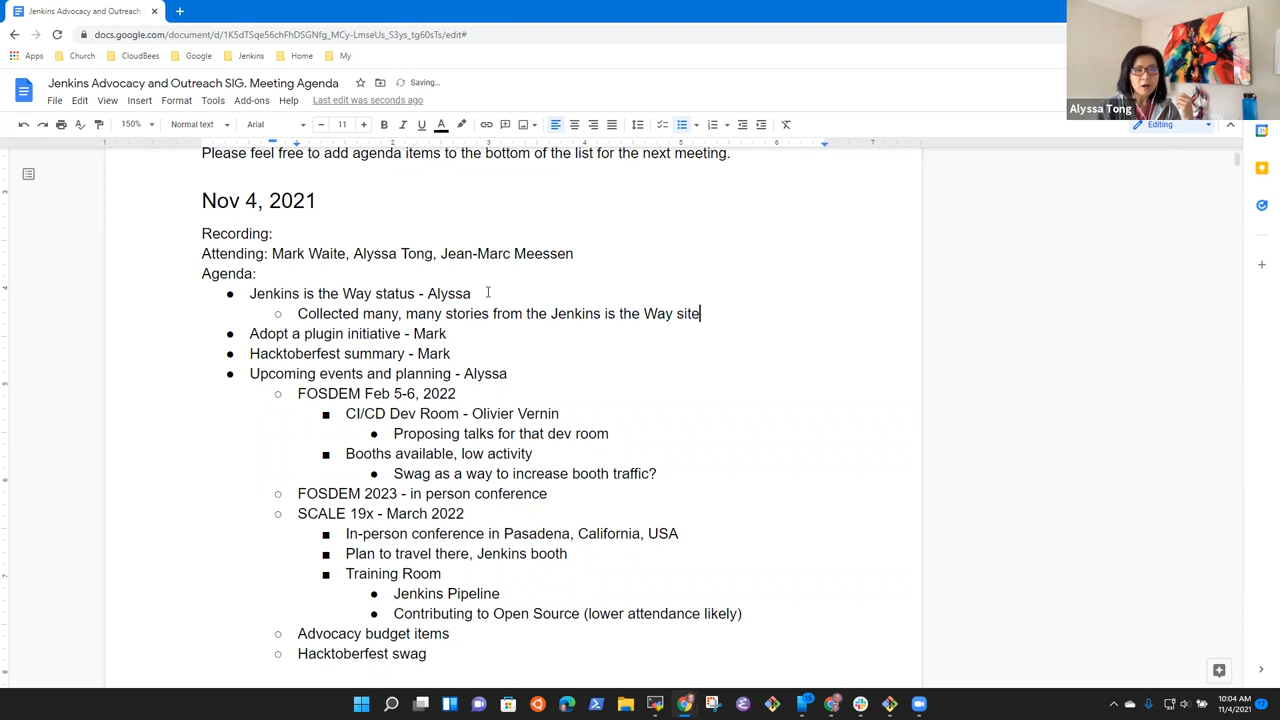 Jenkins Advocacy and Outreach S
docs.google.com/document/d/1K5dTSqe56chFhDSGNfg_MCy-LmseUs_S3ys_tg60sTs/edit#
Apps Church CloudBees Google Jenkins Home My
Jenkins Advocacy and Outreach SIG. Meeting Agenda
Saving...
File Edit View Insert Format Tools Add-ons Help Last edit was seconds ago
150% Normal text Arial 11 Editing
Alyssa Tong
Please feel free to add agenda items to the bottom of the list for the next meeting.
Nov 4, 2021
Recording:
Attending: Mark Waite, Alyssa Tong, Jean-Marc Meessen
Agenda:
● Jenkins is the Way status - Alyssa
○ Collected many, many stories from the Jenkins is the Way site
● Adopt a plugin initiative - Mark
● Hacktoberfest summary - Mark
● Upcoming events and planning - Alyssa
○ FOSDEM Feb 5-6, 2022
■ CI/CD Dev Room - Olivier Vernin
● Proposing talks for that dev room
■ Booths available, low activity
● Swag as a way to increase booth traffic?
○ FOSDEM 2023 - in person conference
○ SCALE 19x - March 2022
■ In-person conference in Pasadena, California, USA
■ Plan to travel there, Jenkins booth
■ Training Room
● Jenkins Pipeline
● Contributing to Open Source (lower attendance likely)
○ Advocacy budget items
○ Hacktoberfest swag
10:04 AM
11/4/2021